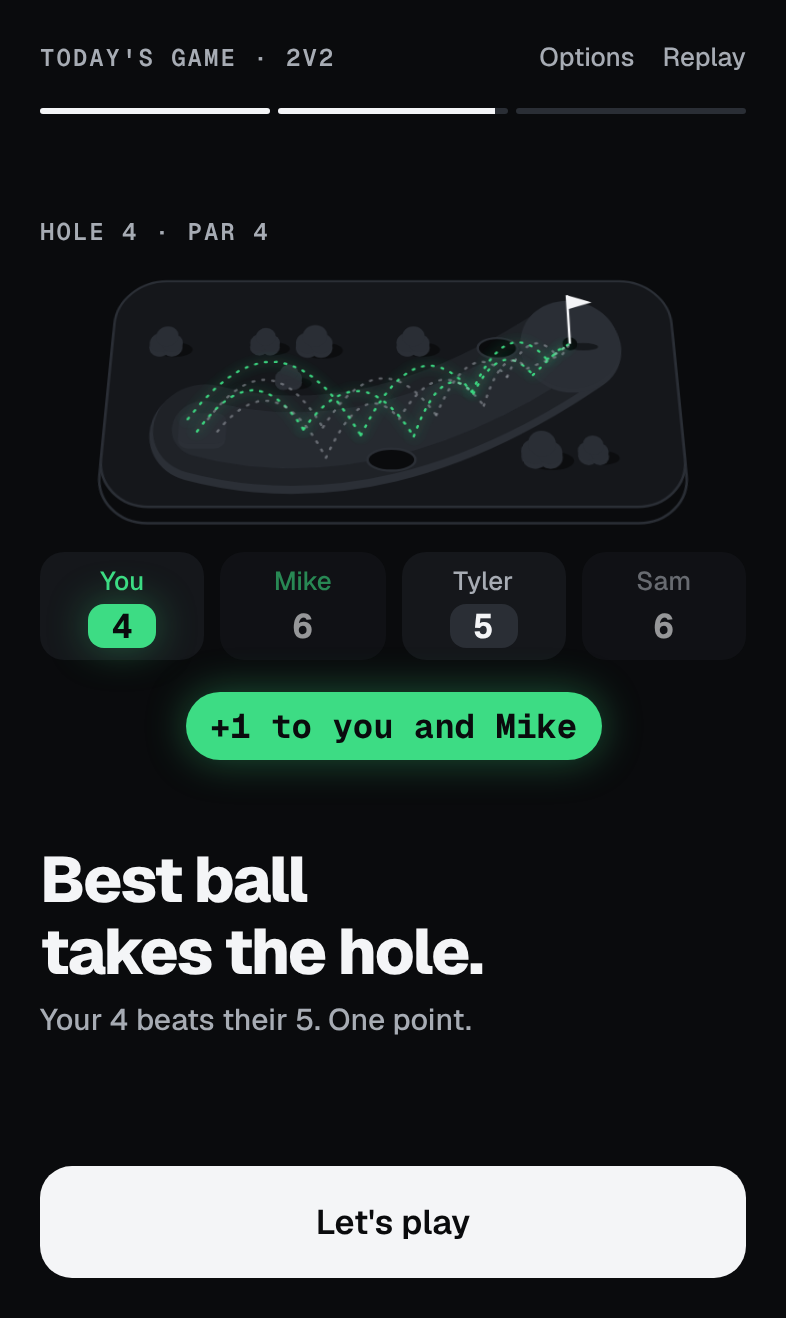 TODAY'S GAME · 2V2
Options
Replay
HOLE 4 · PAR 4
You
Mike
Tyler
Sam
4
6
5
6
+1 to you and Mike
Best ball
takes the hole.
Your 4 beats their 5. One point.
Let's play